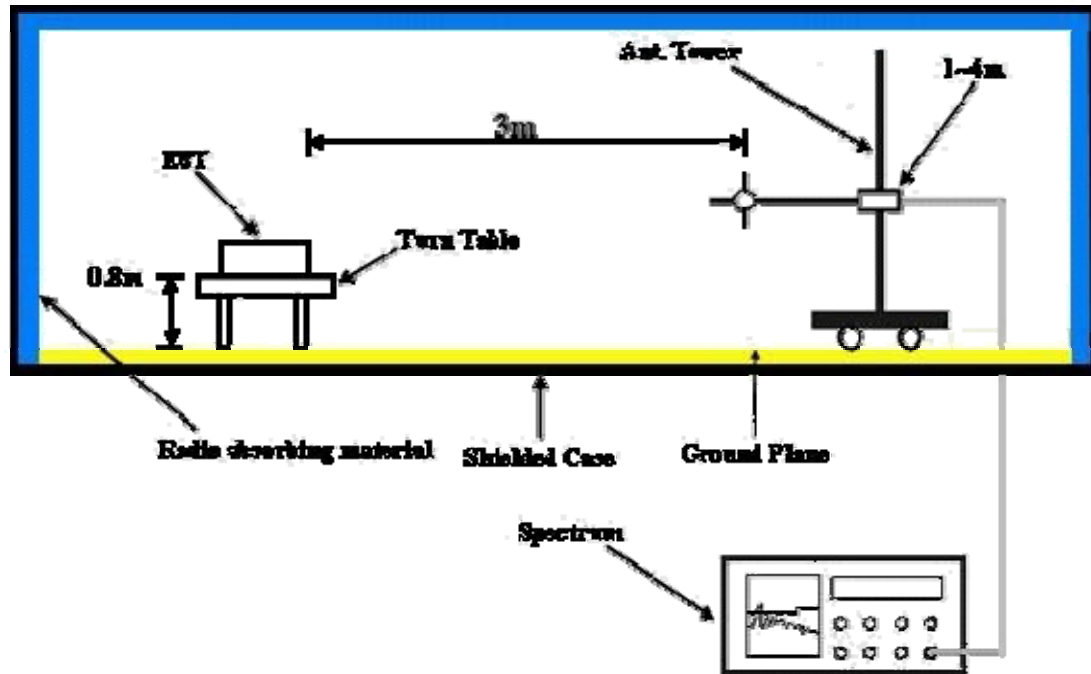 Ant. Tower
1~4m
3m
Turn Table
0.8m
Radio absorbing material
Shielded Case
Ground Plane
Spectrum